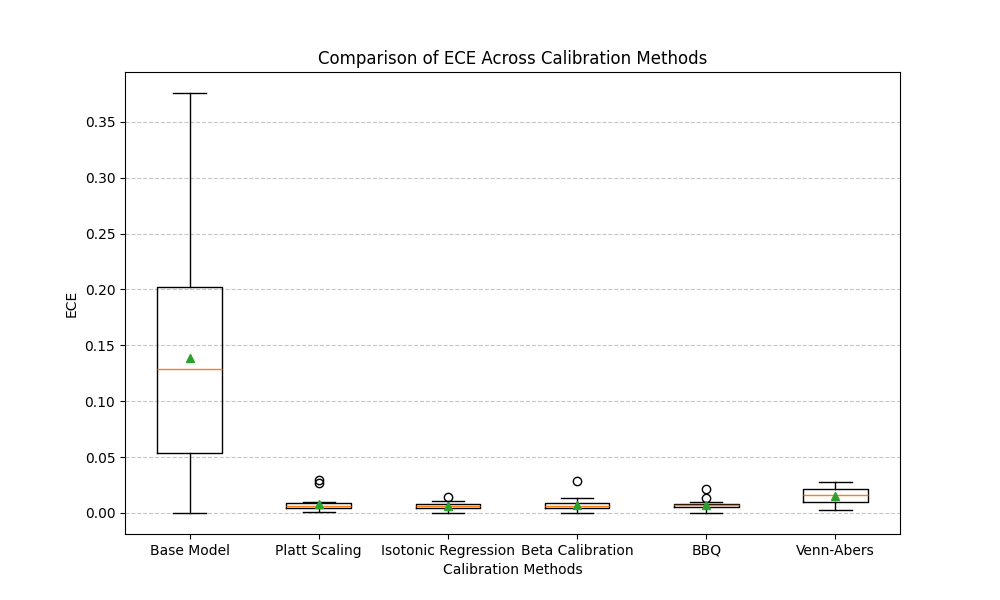 Comparison of ECE Across Calibration Methods
ECE
0.35
0.30
0.25
0.20
0.15
0.10
0.05
0.00
Base Model Platt Scaling Isotonic Regression Beta Calibration BBQ Venn-Abers
Calibration Methods